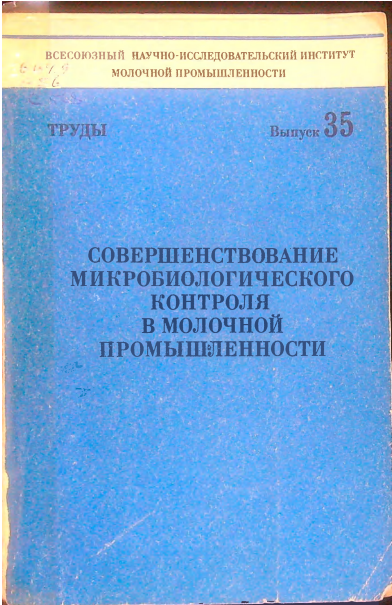 ВСЕСОЮЗНЫЙ НАУЧНО-ИССЛЕДОВАТЕЛЬСКИЙ ИНСТИТУТ
МОЛОЧНОЙ ПРОМЫШЛЕННОСТИ
ТРУДЫ
Выпуск 35
СОВЕРШЕНСТВОВАНИЕ
МИКРОБИОЛОГИЧЕСКОГО
КОНТРОЛЯ
В МОЛОЧНОЙ
ПРОМЫШЛЕННОСТИ